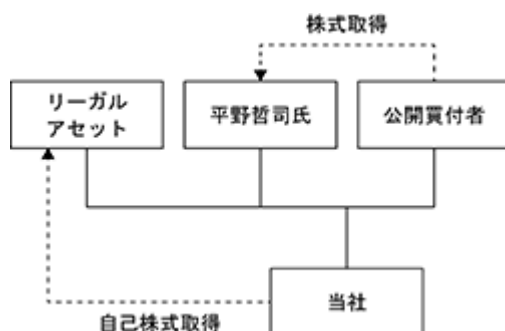 株式取得
リーガル
アセット
平野哲司氏
公開買付者
当社
自己株式取得